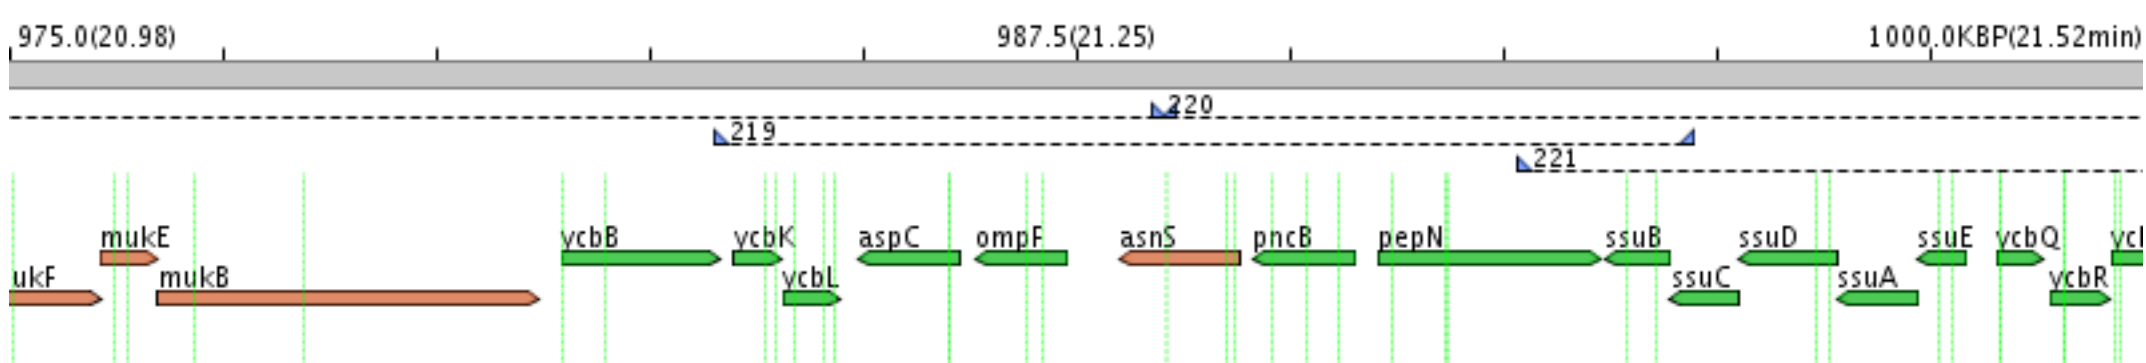 975.0(20.98) 987.5(21.25) 1000.0KBP(21.52min)
220
219
221
mukE ycbB ycbK aspC ompF asnS pncB pepN ssuB ssuD ssuE ycbQ
ukF mukB ycbL ssuC ssuA ycbR